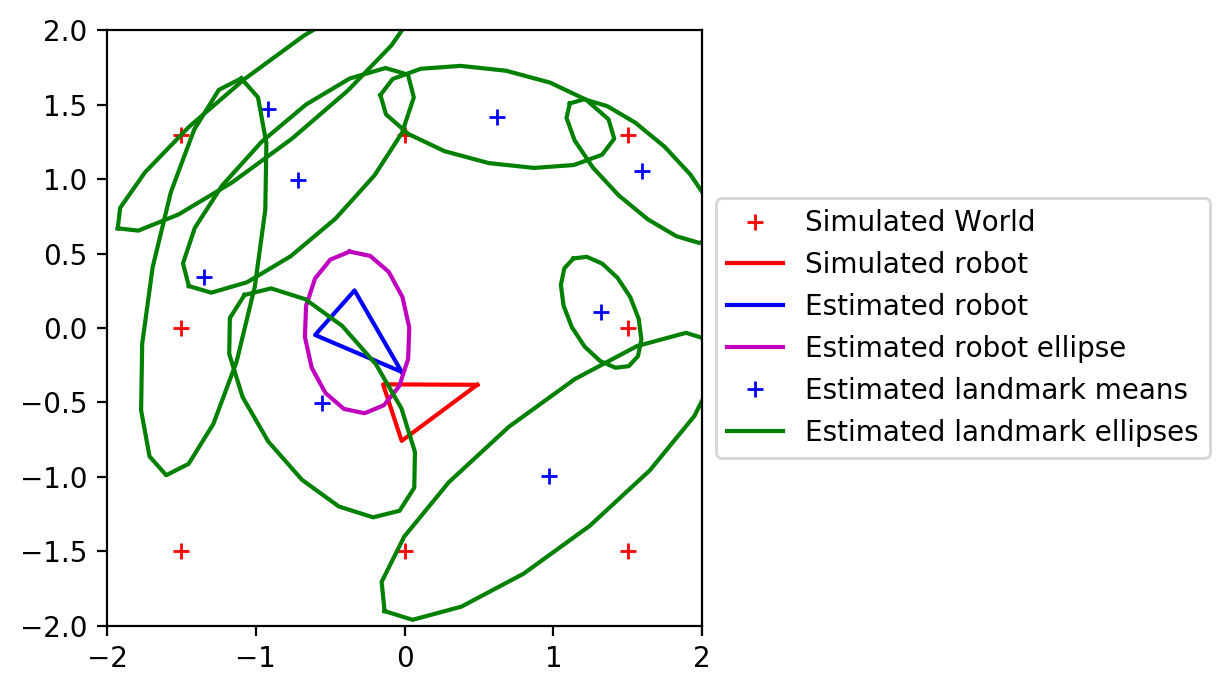 2.0
1.5
1.0
0.5
0.0
−0.5
−1.0
−1.5
−2.0
−2
−1
0
1
2
Simulated World
Simulated robot
Estimated robot
Estimated robot ellipse
Estimated landmark means
Estimated landmark ellipses